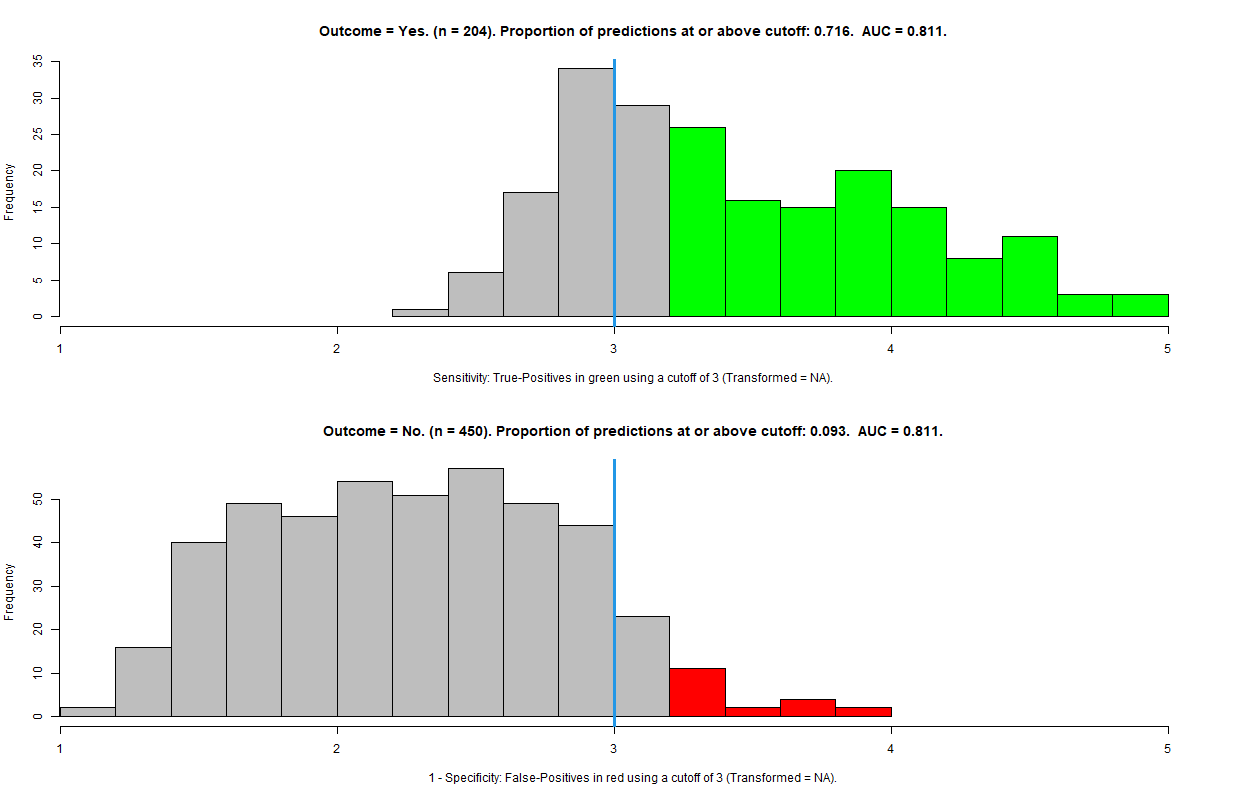 Outcome = Yes. (n = 204). Proportion of predictions at or above cutoff: 0.716.  AUC = 0.811.
Frequency
35
30
25
20
15
10
5
0
1 2 3 4 5
Sensitivity: True-Positives in green using a cutoff of 3 (Transformed = NA).
Outcome = No. (n = 450). Proportion of predictions at or above cutoff: 0.093.  AUC = 0.811.
Frequency
50
40
30
20
10
0
1 2 3 4 5
1 - Specificity: False-Positives in red using a cutoff of 3 (Transformed = NA).